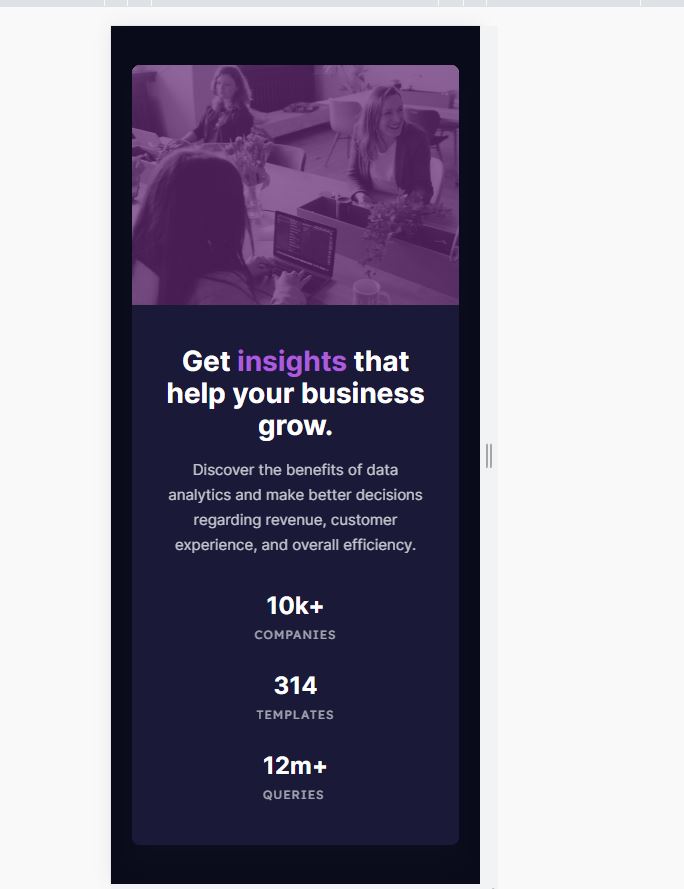 Get insights that
help your business
grow.
Discover the benefits of data
analytics and make better decisions
regarding revenue, customer
experience, and overall efficiency.
10k+
COMPANIES
314
TEMPLATES
12m+
QUERIES